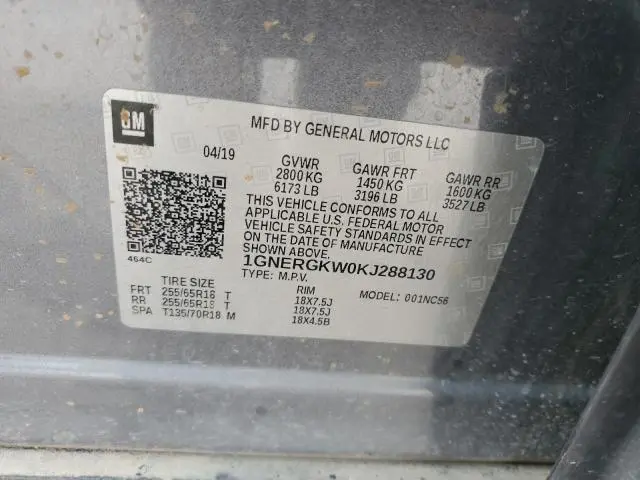 GM
MFD BY GENERAL MOTORS LLC
04/19 GVWR GAWR FRT GAWR RR
2800 KG 1450 KG 1600 KG
6173 LB 3196 LB 3527 LB
THIS VEHICLE CONFORMS TO ALL
APPLICABLE U.S. FEDERAL MOTOR
VEHICLE SAFETY STANDARDS IN EFFECT
ON THE DATE OF MANUFACTURE
SHOWN ABOVE.
464C
1GNERGKW0KJ288130
TYPE: M.P.V. MODEL: 001NC56
TIRE SIZE RIM
FRT 255/65R18 T 18X7.5J
RR 255/65R18 T 18X7.5J
SPA T135/70R18 M 18X4.5B